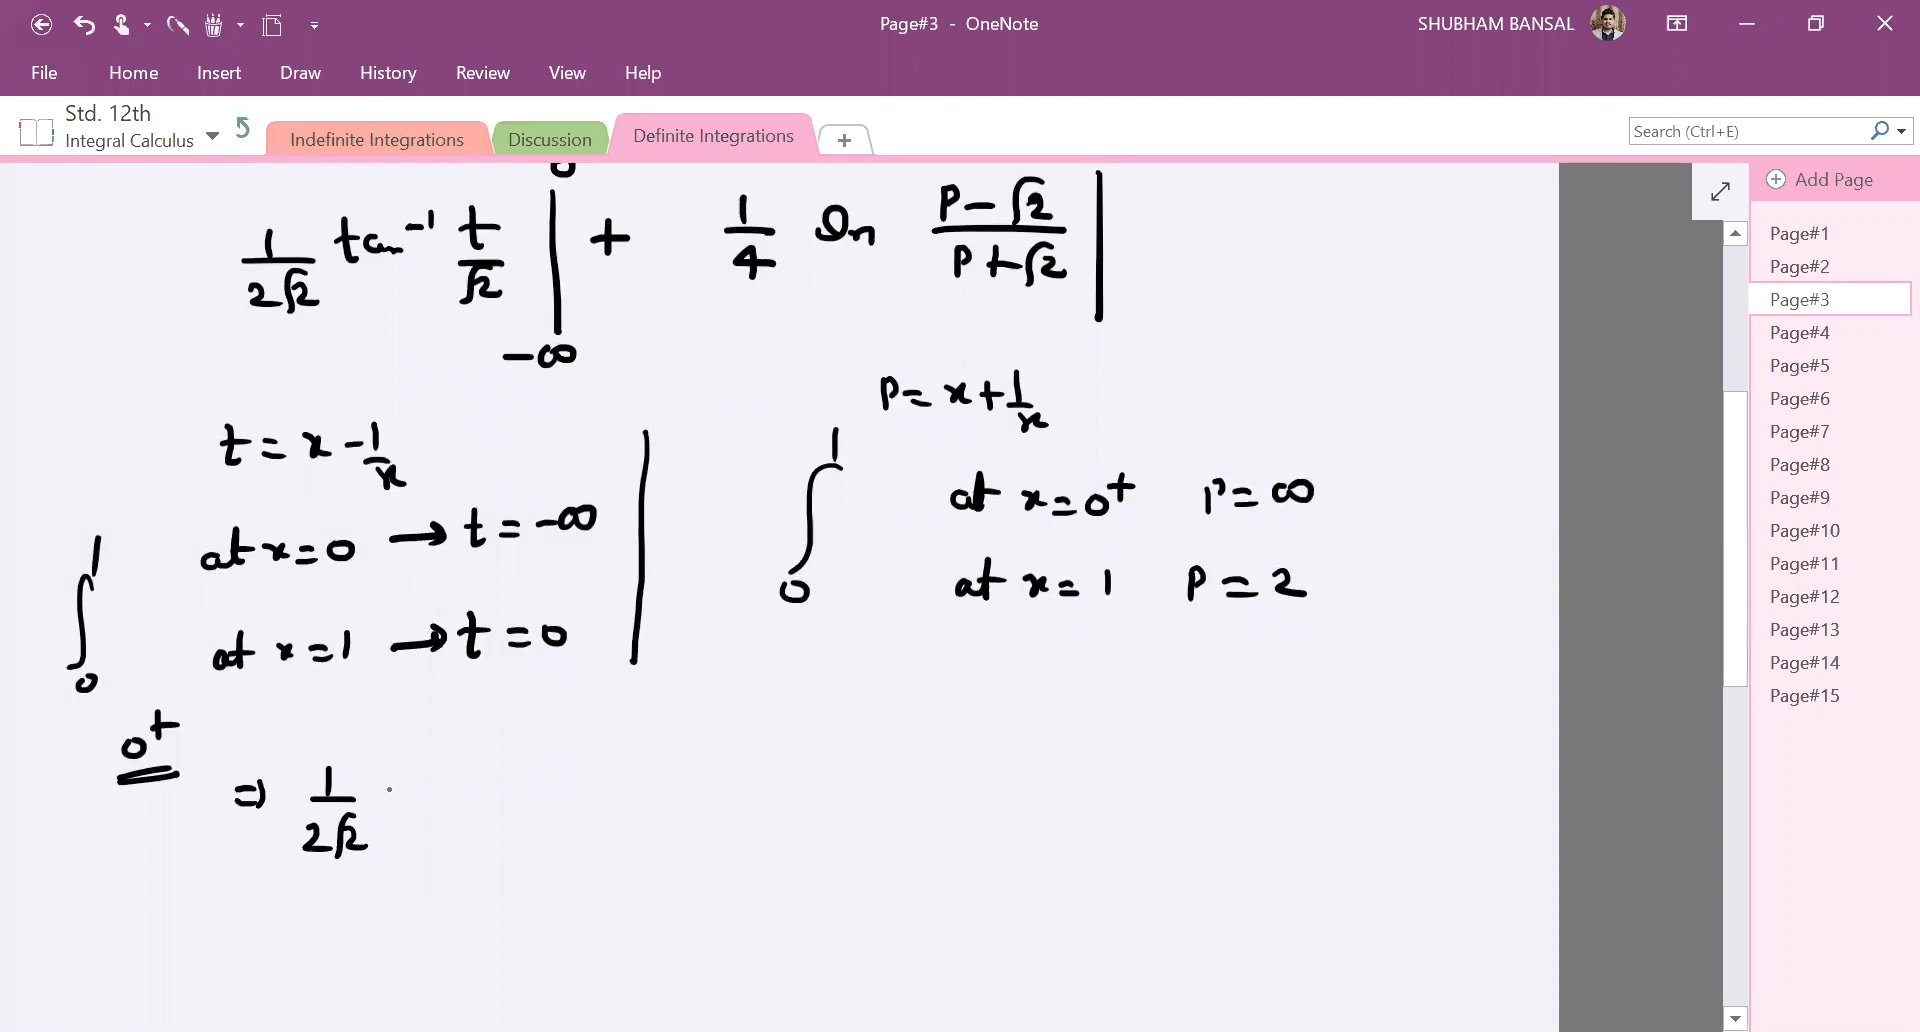 Page#3 - OneNote
SHUBHAM BANSAL
File Home Insert Draw History Review View Help
Std. 12th
Integral Calculus
Indefinite Integrations
Discussion
Definite Integrations
+
Search (Ctrl+E)
Add Page
Page#1
Page#2
Page#3
Page#4
Page#5
Page#6
Page#7
Page#8
Page#9
Page#10
Page#11
Page#12
Page#13
Page#14
Page#15
1/(2√2) tan⁻¹ t/√2 |₋∞⁰ + 1/4 ln (P-√2)/(P+√2) |
t = x - 1/x
∫₀¹
at x=0 → t = -∞
at x=1 → t = 0
0⁺
P = x + 1/x
∫₀¹
at x=0⁺ P=∞
at x=1 P=2
⇒ 1/(2√2)